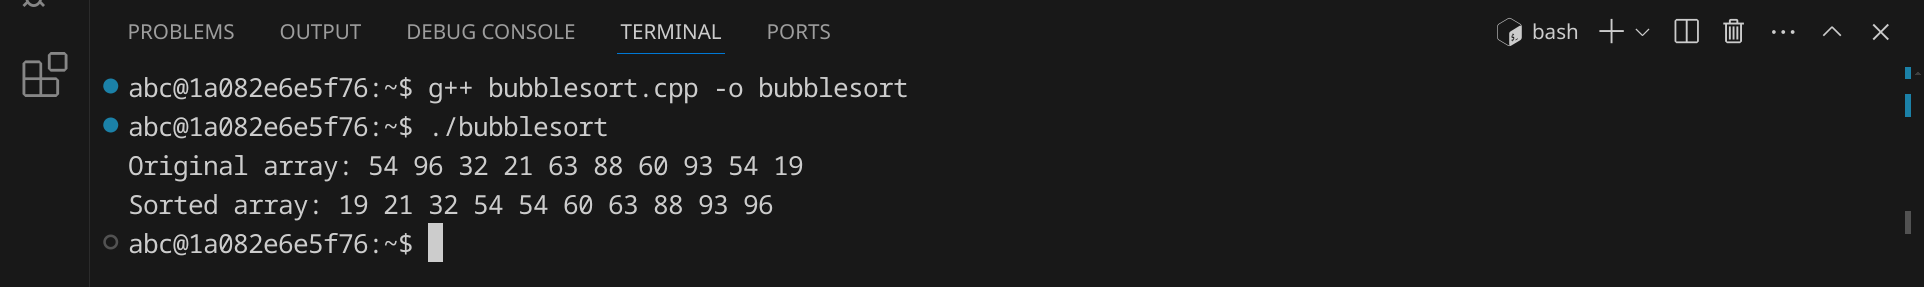 PROBLEMS OUTPUT DEBUG CONSOLE TERMINAL PORTS bash
abc@1a082e6e5f76:~$ g++ bubblesort.cpp -o bubblesort
abc@1a082e6e5f76:~$ ./bubblesort
Original array: 54 96 32 21 63 88 60 93 54 19
Sorted array: 19 21 32 54 54 60 63 88 93 96
abc@1a082e6e5f76:~$